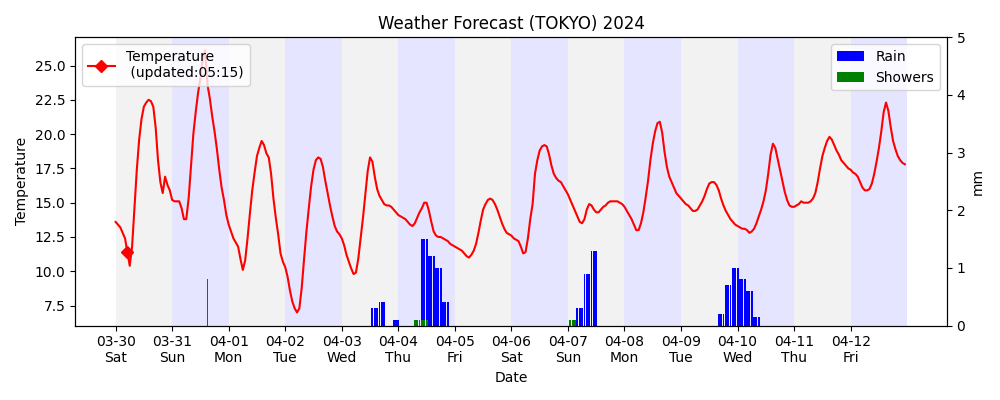 Weather Forecast (TOKYO) 2024
Temperature
(updated:05:15)
Rain
Showers
Temperature
25.0
22.5
20.0
17.5
15.0
12.5
10.0
7.5
5
4
3
2
1
0
mm
03-30 03-31 04-01 04-02 04-03 04-04 04-05 04-06 04-07 04-08 04-09 04-10 04-11 04-12
Sat Sun Mon Tue Wed Thu Fri Sat Sun Mon Tue Wed Thu Fri
Date